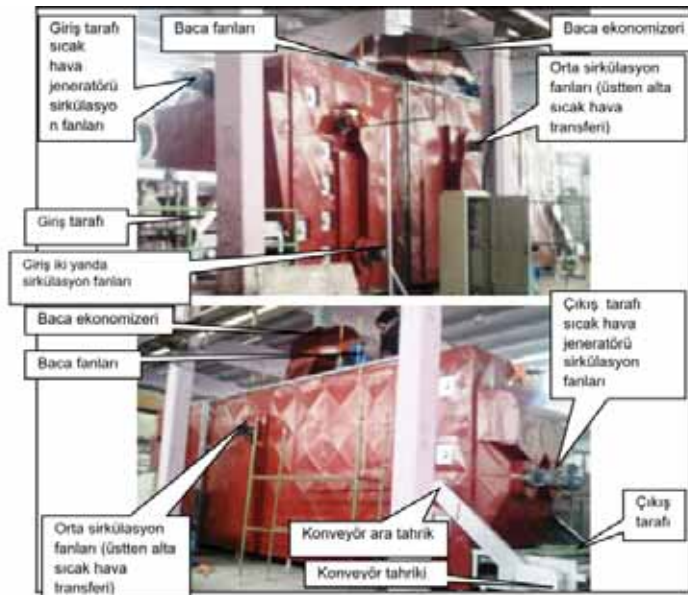 Giriş tarafı
sıcak
hava
jeneratörü
sirkülasyo
n fanları
Baca fanları
Baca ekonomizeri
Orta sirkülasyon
fanları (üstten alta
sıcak hava
transferi)
Giriş tarafı
Giriş iki yanda
sirkülasyon fanları
Baca ekonomizeri
Baca fanları
Çıkış tarafı
sıcak hava
jeneratörü
sirkülasyon
fanları
Orta sirkülasyon
fanları (üstten alta
sıcak hava
transferi)
Konveyör ara tahrik
Konveyör tahriki
Çıkış
tarafı